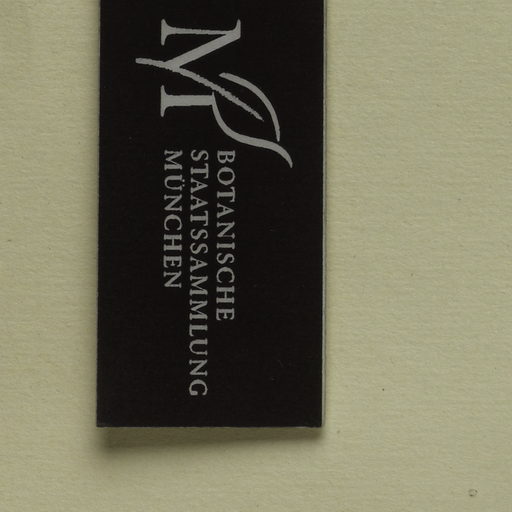 M
BOTANISCHE
STAATSSAMMLUNG
MÜNCHEN